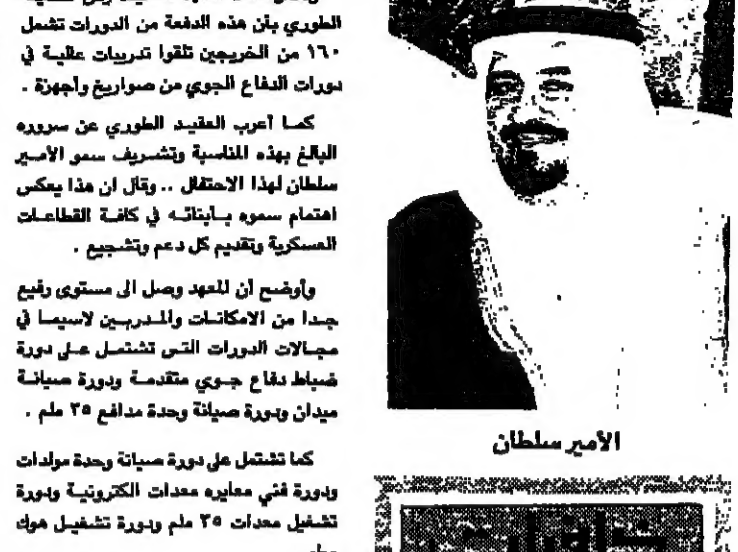 الطوري بأن هذه الدفعة من الدورات تشمل
١٦٠ من الخريجين تلقوا تدريبات عالية في
دورات الدفاع الجوي من صواريخ وأجهزة .
كما أعرب العقيد الطوري عن سروره
البالغ بهذه المناسبة وتشريف سمو الأمير
سلطان لهذا الاحتفال .. وقال ان هذا يعكس
اهتمام سموه بأبنائه في كافة القطاعات
العسكرية وتقديم كل دعم وتشجيع .
وأوضح أن المعهد وصل الى مستوى رفيع
جدا من الامكانات والمدربين لاسيما في
مجالات الدورات التي تشتمل على دورة
ضباط دفاع جوي متقدمة ودورة صيانة
ميدان ودورة صيانة وحدة مدافع ٣٥ ملم .
كما تشتمل على دورة صيانة وحدة مولدات
ودورة فني معايره معدات الكترونية ودورة
تشغيل معدات ٣٥ ملم ودورة تشغيل هوك
الأمير سلطان